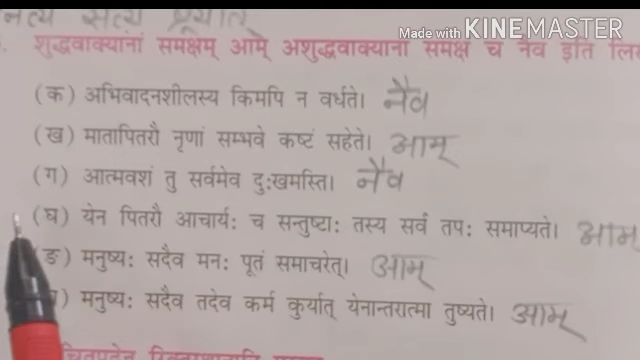 नित्यं सत्यं ब्रूयात्
Made with KINEMASTER
शुद्धवाक्यानां समक्षम् आम् अशुद्धवाक्यानां समक्षं च नैव इति
(क) अभिवादनशीलस्य किमपि न वर्धते। नैव
(ख) मातापितरौ नृणां सम्भवे कष्टं सहेते। आम्
(ग) आत्मवशं तु सर्वमेव दुःखमस्ति। नैव
(घ) येन पितरौ आचार्यः च सन्तुष्टाः तस्य सर्वं तपः समाप्यते। आम्
ङ) मनुष्यः सदैव मनः पूतं समाचरेत्। आम्
) मनुष्यः सदैव तदेव कर्म कुर्यात् येनान्तरात्मा तुष्यते। आम्